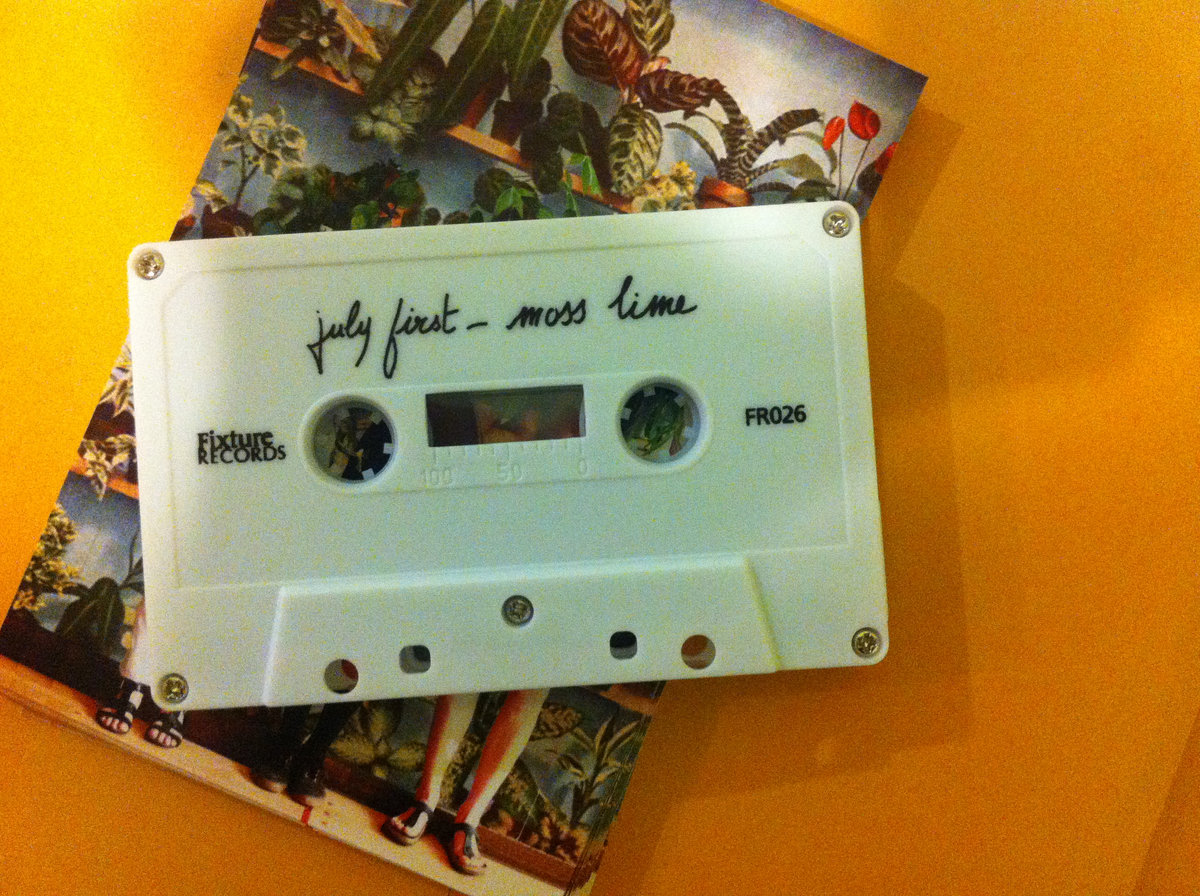 july first – moss lime
Fixture
RECORDS
FR026
100 50 0